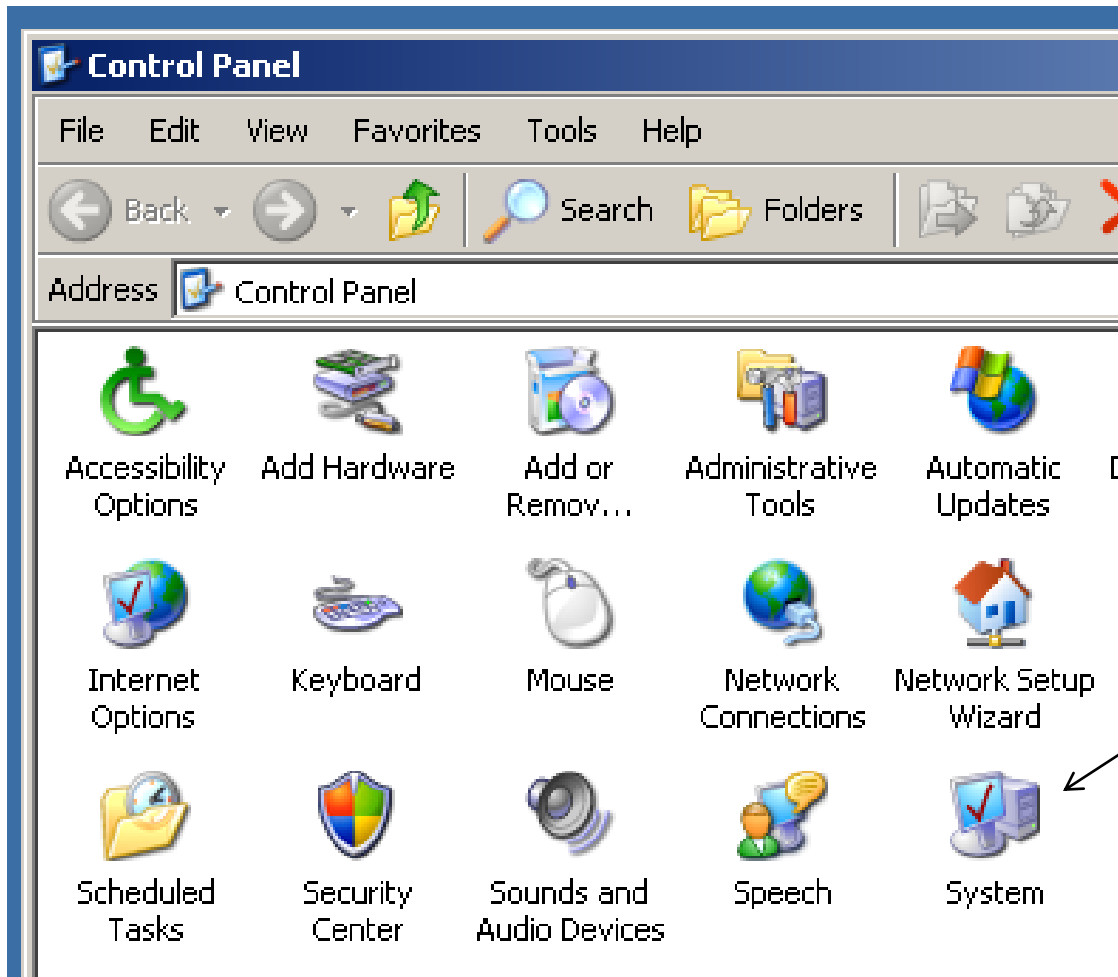 Control Panel
File Edit View Favorites Tools Help
Back Search Folders
Address Control Panel
Accessibility Options
Add Hardware
Add or Remov...
Administrative Tools
Automatic Updates
Internet Options
Keyboard
Mouse
Network Connections
Network Setup Wizard
Scheduled Tasks
Security Center
Sounds and Audio Devices
Speech
System